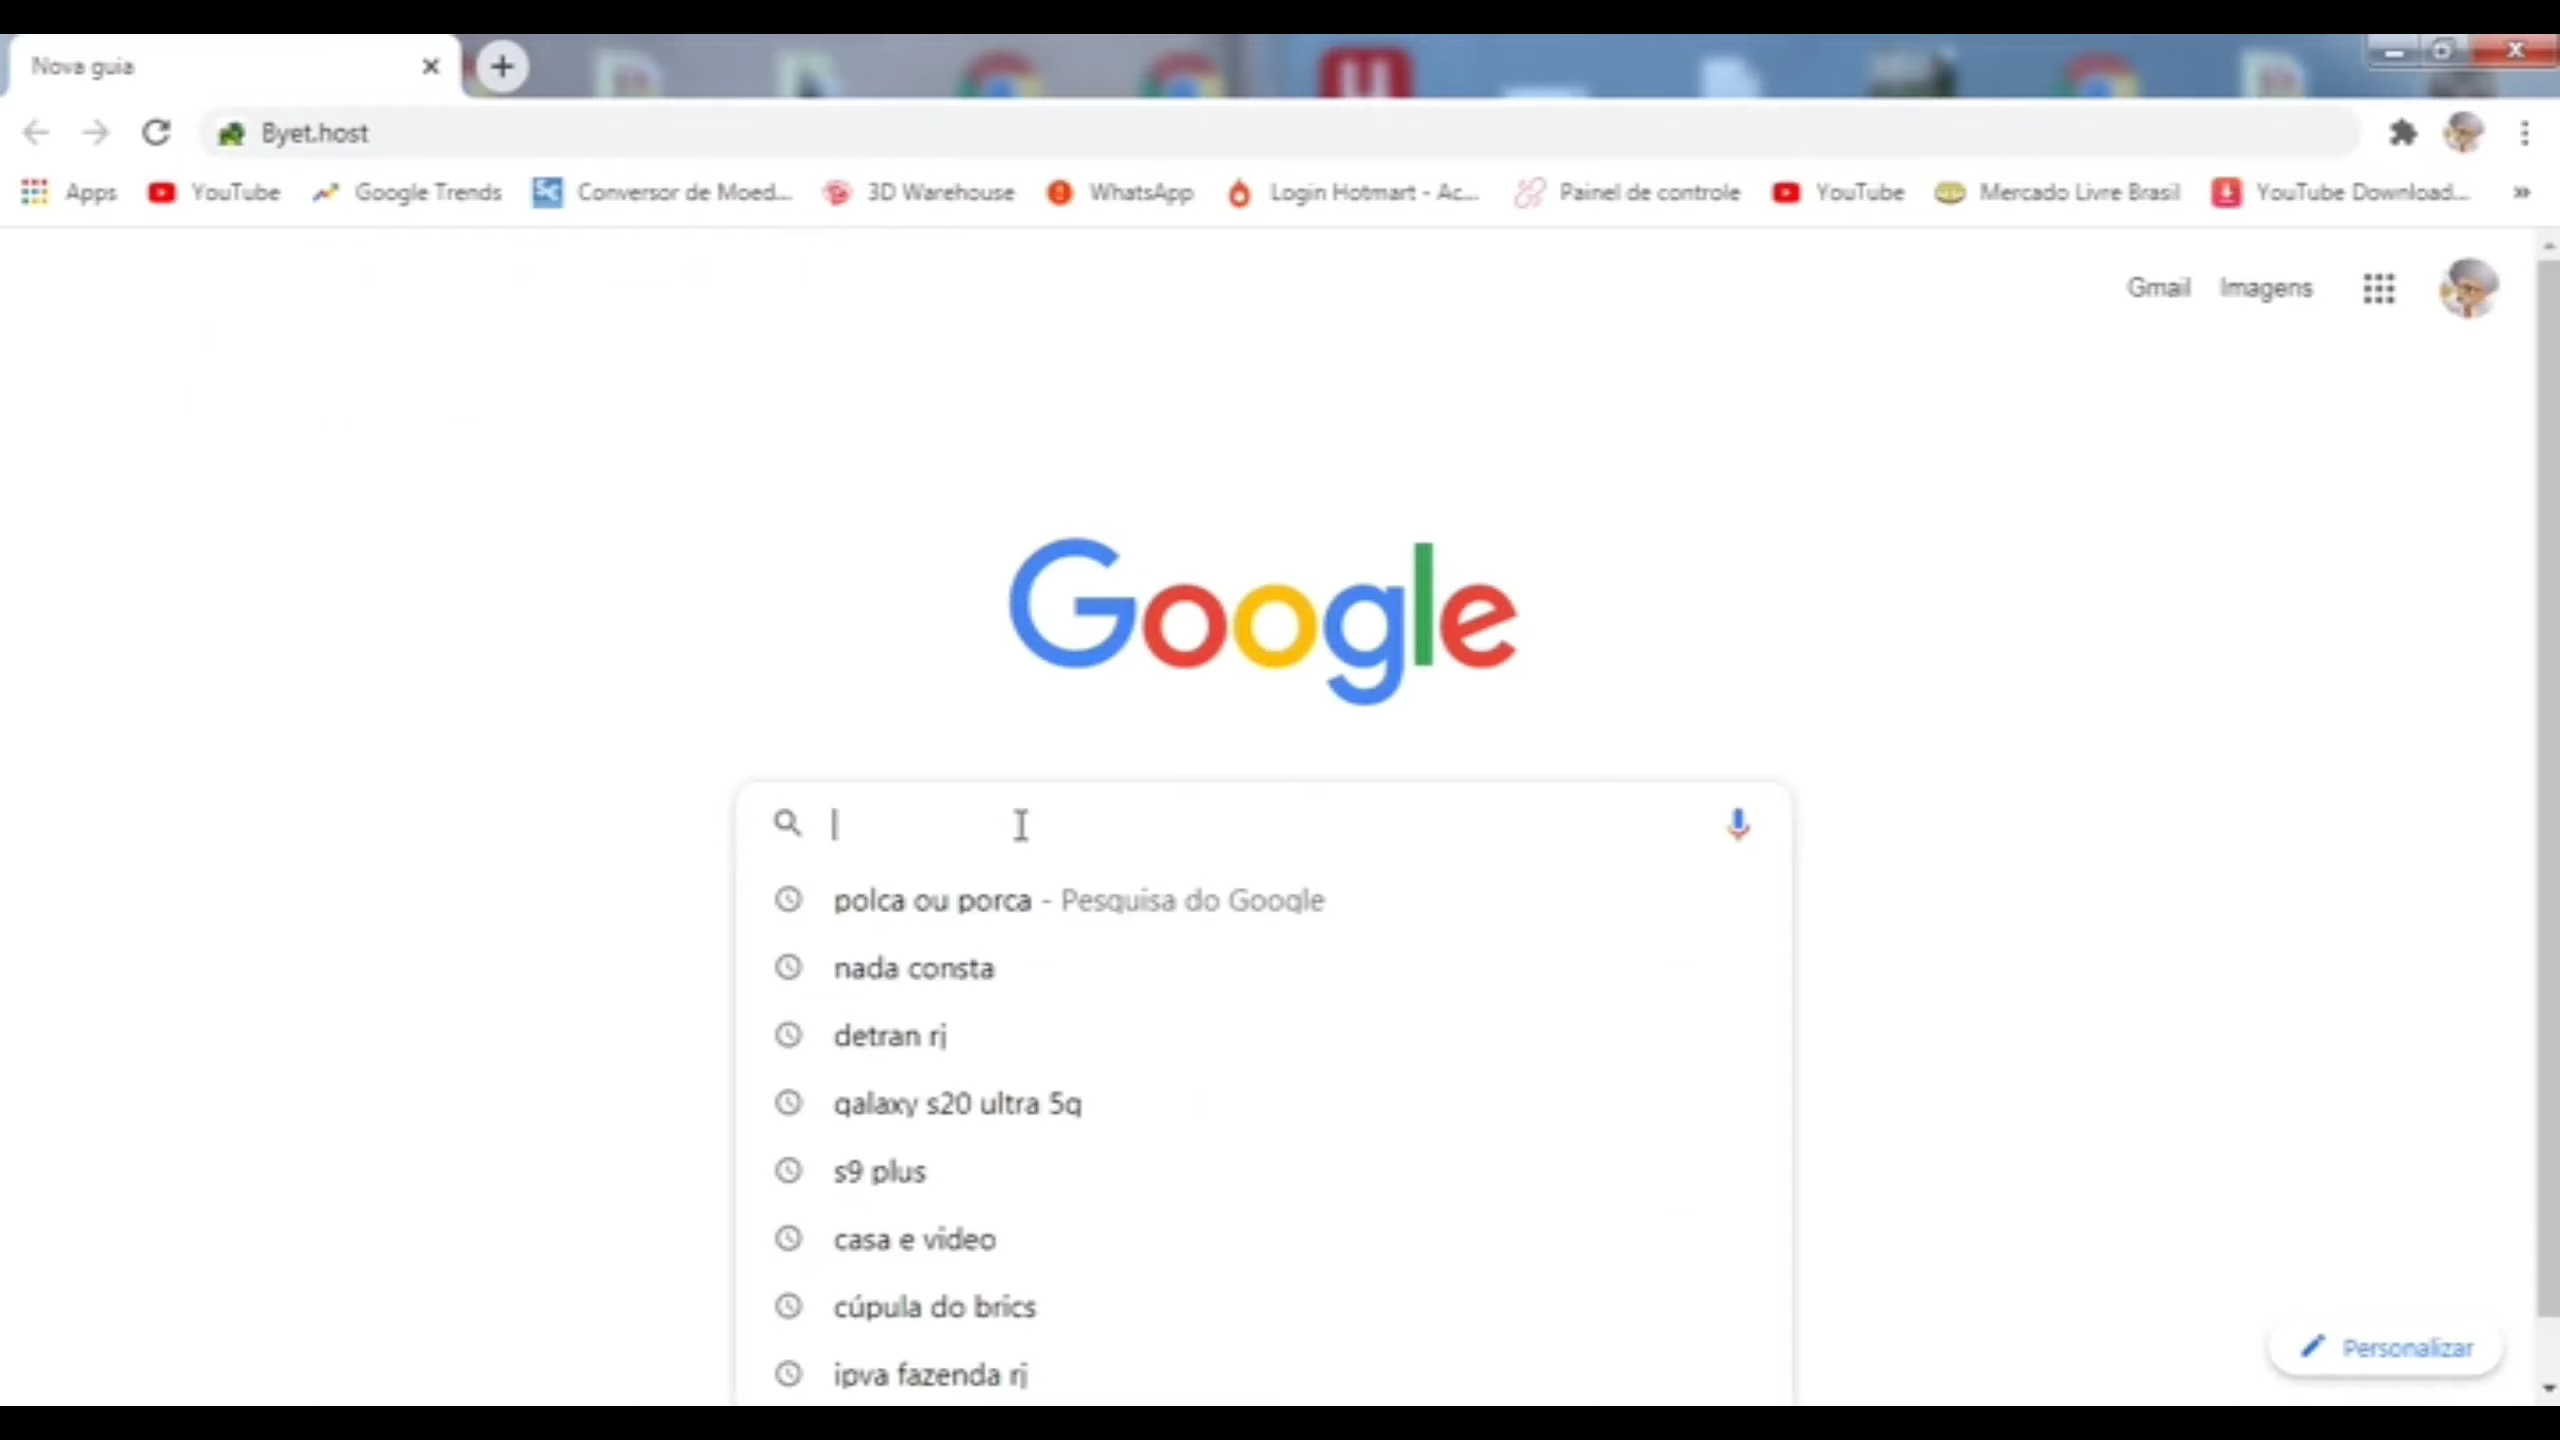 Nova guia
Byet.host
Apps YouTube Google Trends Conversor de Moed... 3D Warehouse WhatsApp Login Hotmart - Ac... Painel de controle YouTube Mercado Livre Brasil YouTube Download... »
Gmail Imagens
Google
polca ou porca - Pesquisa do Google
nada consta
detran rj
galaxy s20 ultra 5g
s9 plus
casa e video
cúpula do brics
ipva fazenda rj
Personalizar